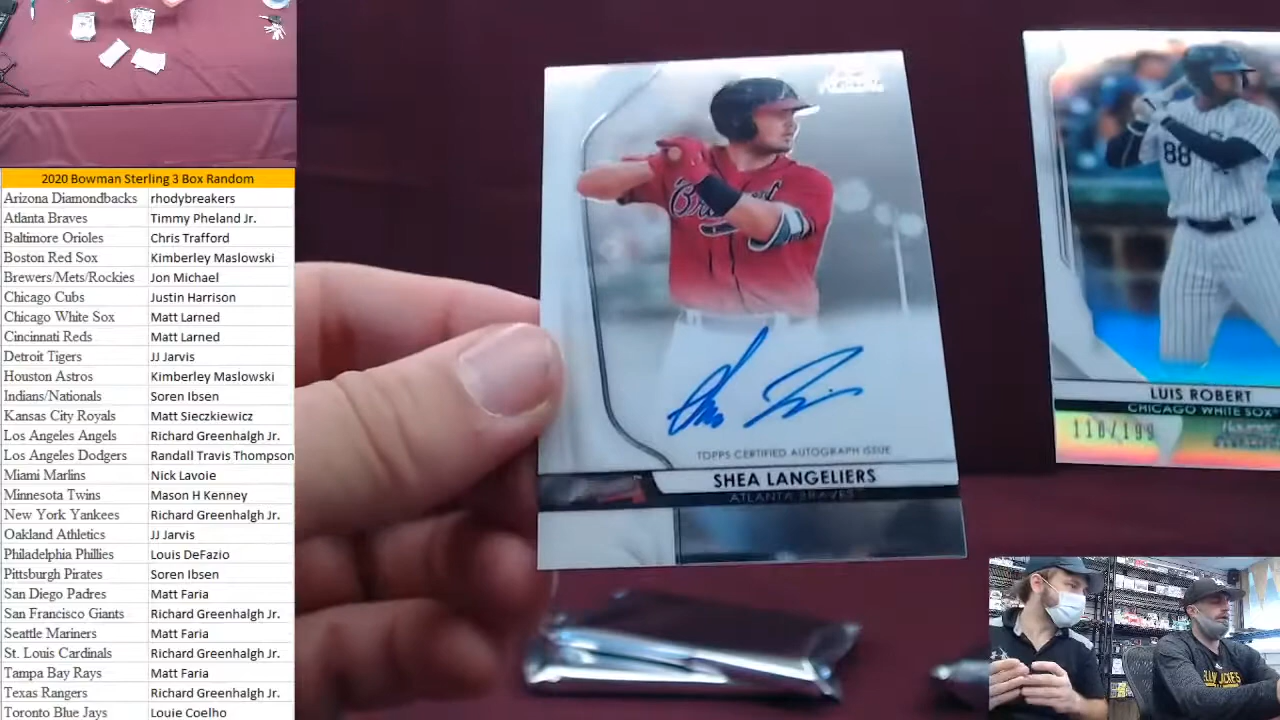 2020 Bowman Sterling 3 Box Random
Arizona Diamondbacks rhodybreakers
Atlanta Braves Timmy Pheland Jr.
Baltimore Orioles Chris Trafford
Boston Red Sox Kimberley Maslowski
Brewers/Mets/Rockies Jon Michael
Chicago Cubs Justin Harrison
Chicago White Sox Matt Larned
Cincinnati Reds Matt Larned
Detroit Tigers JJ Jarvis
Houston Astros Kimberley Maslowski
Indians/Nationals Soren Ibsen
Kansas City Royals Matt Sieczkiewicz
Los Angeles Angels Richard Greenhalgh Jr.
Los Angeles Dodgers Randall Travis Thompson
Miami Marlins Nick Lavoie
Minnesota Twins Mason H Kenney
New York Yankees Richard Greenhalgh Jr.
Oakland Athletics JJ Jarvis
Philadelphia Phillies Louis DeFazio
Pittsburgh Pirates Soren Ibsen
San Diego Padres Matt Faria
San Francisco Giants Richard Greenhalgh Jr.
Seattle Mariners Matt Faria
St. Louis Cardinals Richard Greenhalgh Jr.
Tampa Bay Rays Matt Faria
Texas Rangers Richard Greenhalgh Jr.
Toronto Blue Jays Louie Coelho
TOPPS CERTIFIED AUTOGRAPH ISSUE
SHEA LANGELIERS
ATLANTA BRAVES
88
LUIS ROBERT
CHICAGO WHITE SOX
118/199